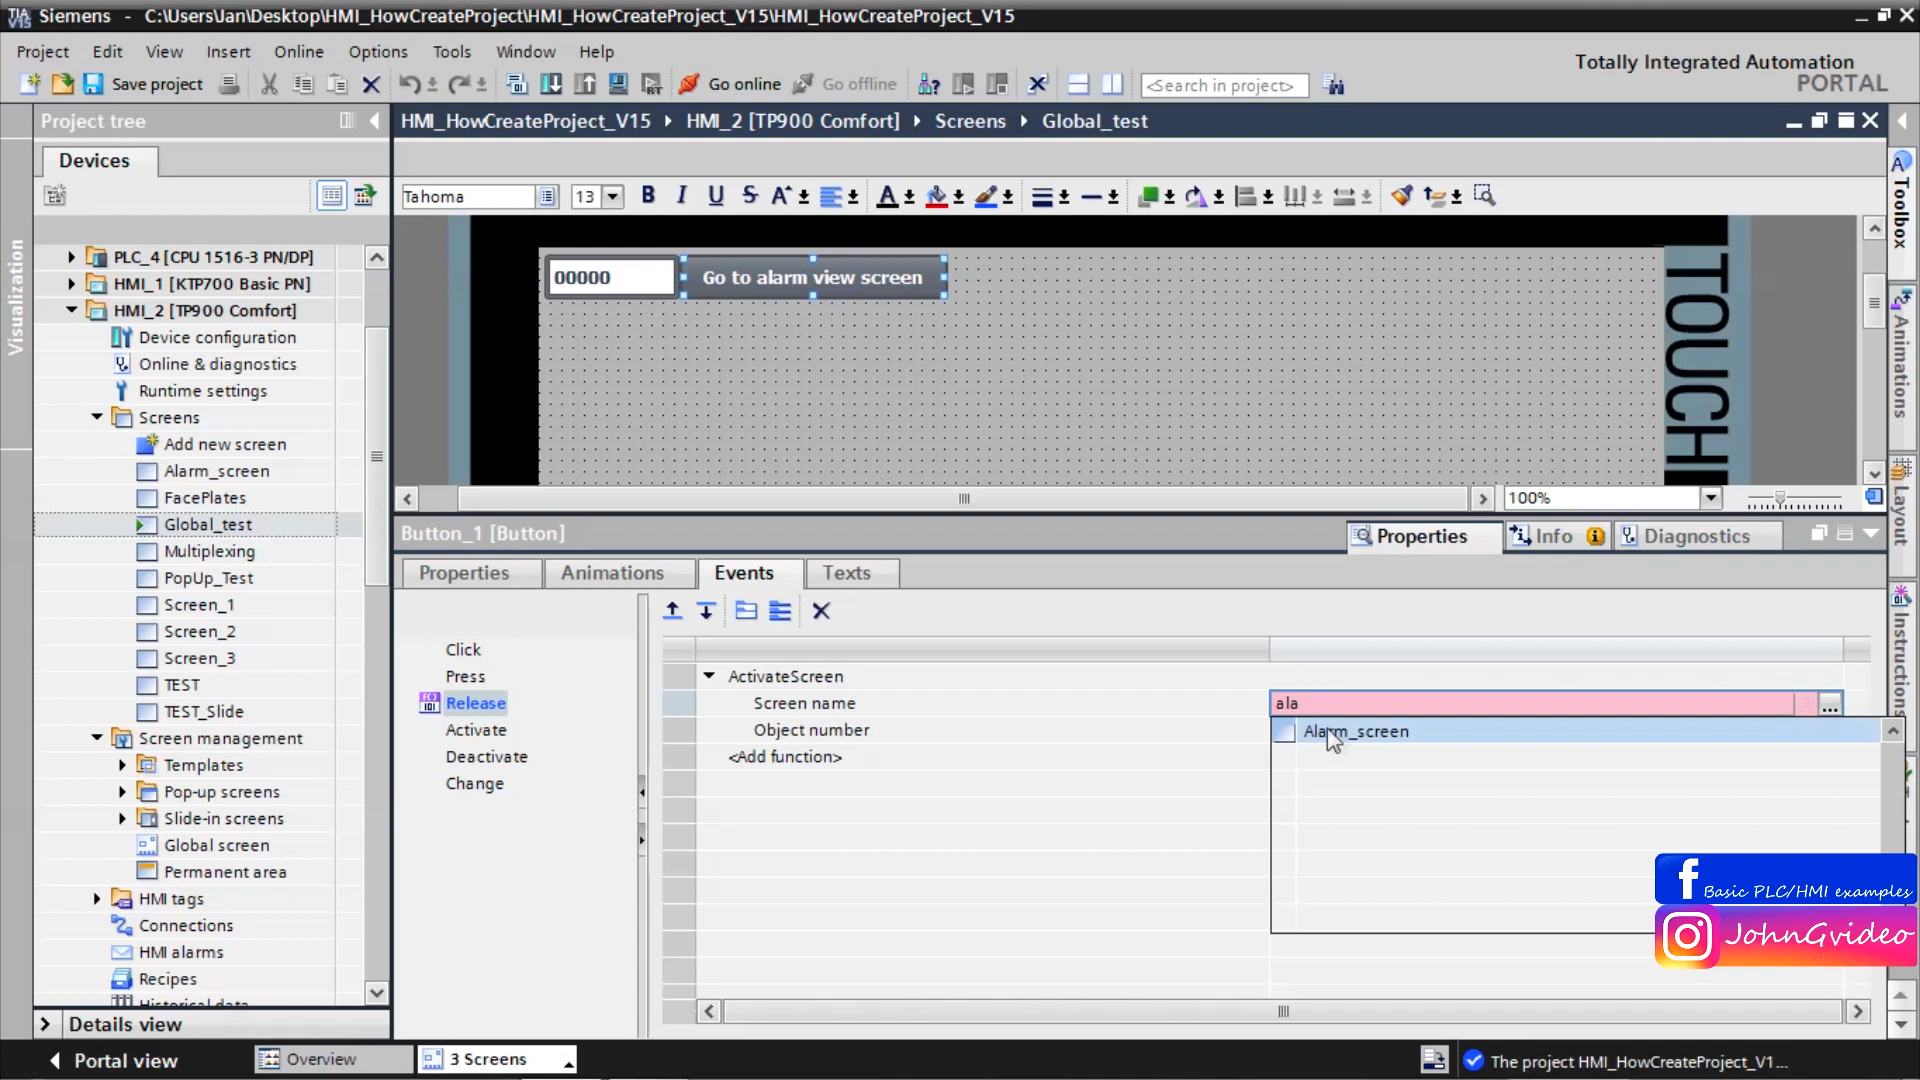 Siemens - C:\Users\Jan\Desktop\HMI_HowCreateProject\HMI_HowCreateProject_V15\HMI_HowCreateProject_V15
Project Edit View Insert Online Options Tools Window Help
Totally Integrated Automation
PORTAL
Save project
Go online
Go offline
<Search in project>
Project tree
HMI_HowCreateProject_V15 HMI_2 [TP900 Comfort] Screens Global_test
Devices
Tahoma
13
B I U S A
Visualization
PLC_4 [CPU 1516-3 PN/DP]
HMI_1 [KTP700 Basic PN]
HMI_2 [TP900 Comfort]
Device configuration
Online & diagnostics
Runtime settings
Screens
Add new screen
Alarm_screen
FacePlates
Global_test
Multiplexing
PopUp_Test
Screen_1
Screen_2
Screen_3
TEST
TEST_Slide
Screen management
Templates
Pop-up screens
Slide-in screens
Global screen
Permanent area
HMI tags
Connections
HMI alarms
Recipes
Historical data
Details view
00000
Go to alarm view screen
TOUCH
100%
Button_1 [Button]
Properties
Info
Diagnostics
Properties Animations Events Texts
Click
Press
Release
Activate
Deactivate
Change
ActivateScreen
Screen name
ala
Object number
Alarm_screen
<Add function>
Toolbox
Animations
Layout
Instructions
f Basic PLC/HMI examples
JohnGvideo
Portal view
Overview
3 Screens
The project HMI_HowCreateProject_V1...